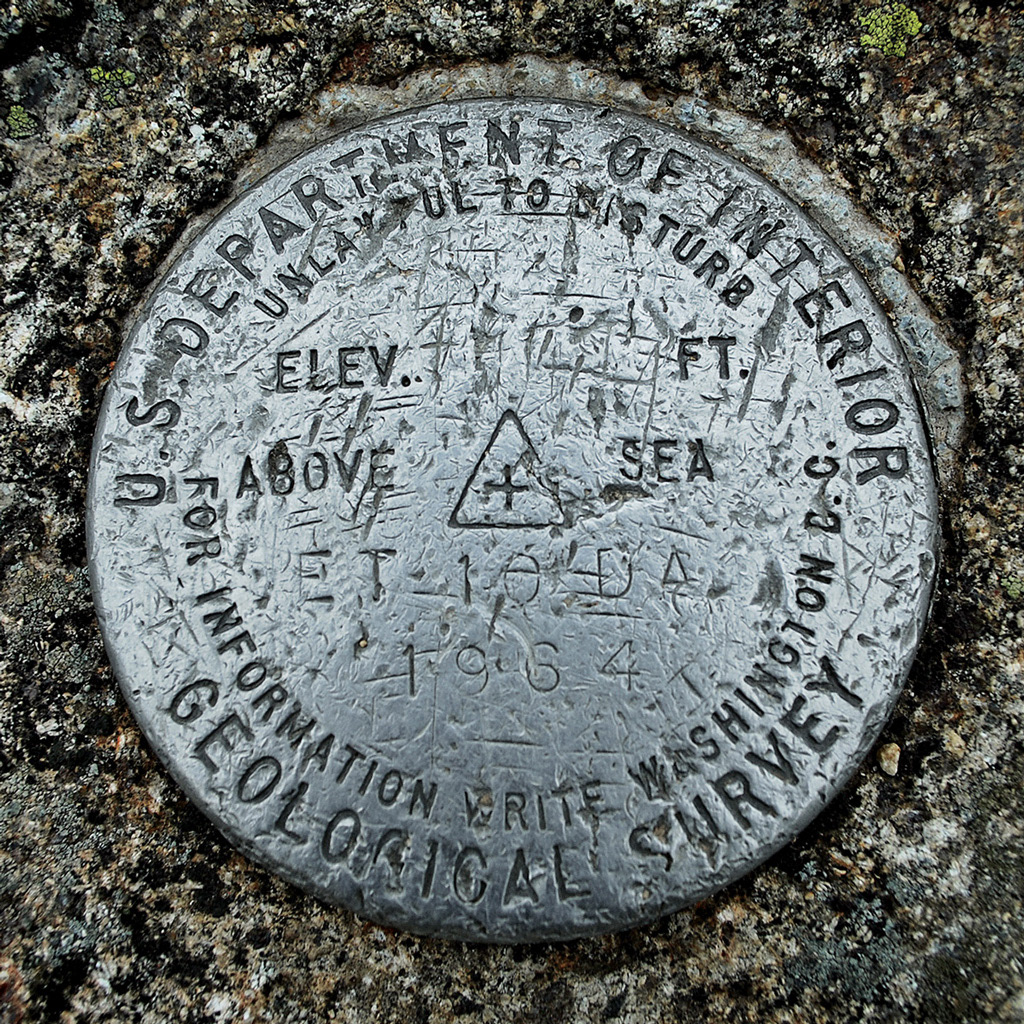 U.S. DEPARTMENT OF INTERIOR
UNLAWFUL TO DISTURB
ELEV. FT.
ABOVE SEA
ET 10 DA
1964
FOR INFORMATION WRITE WASHINGTON D.C.
GEOLOGICAL SURVEY